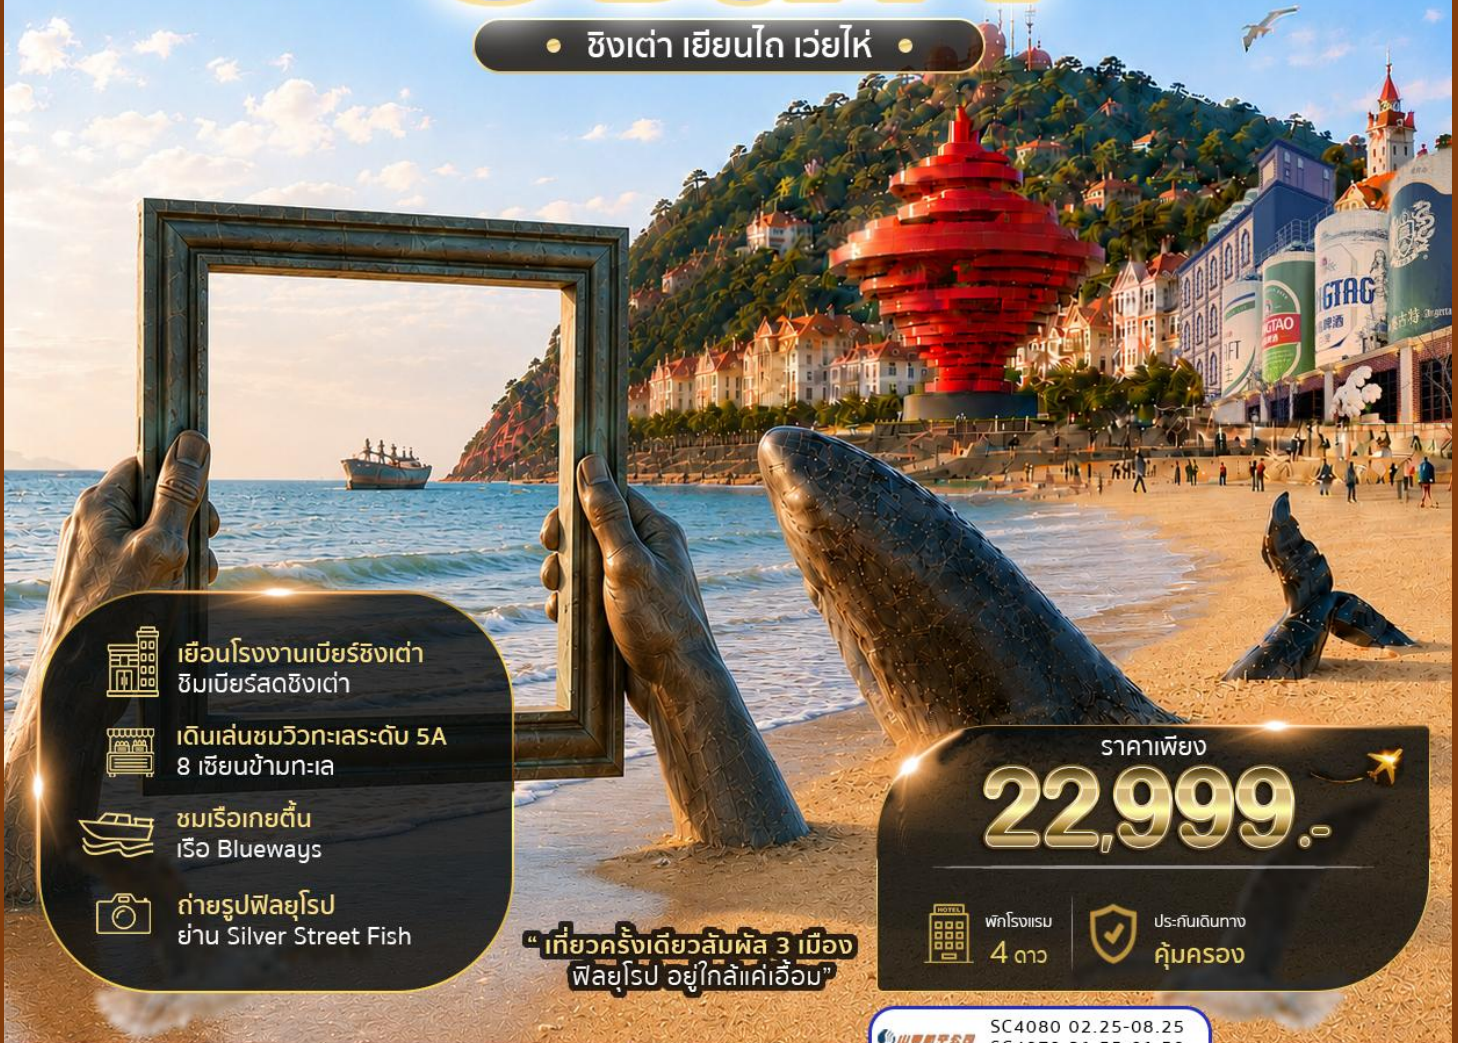 ชิงเต่า เยียนไถ เว่ยไห่
GTAG
GTAO
เยือนโรงงานเบียร์ชิงเต่า
ชิมเบียร์สดชิงเต่า
เดินเล่นชมวิวทะเลระดับ 5A
8 เซียนข้ามทะเล
ชมเรือเกยตื้น
เรือ Blueways
ถ่ายรูปฟิลยุโรป
ย่าน Silver Street Fish
“ เที่ยวครั้งเดียวสัมผัส 3 เมือง
ฟิลยุโรป อยู่ใกล้แค่เอื้อม”
ราคาเพียง
22,999.-
HOTEL
พักโรงแรม
4 ดาว
ประกันเดินทาง
คุ้มครอง
SC4080 02.25-08.25